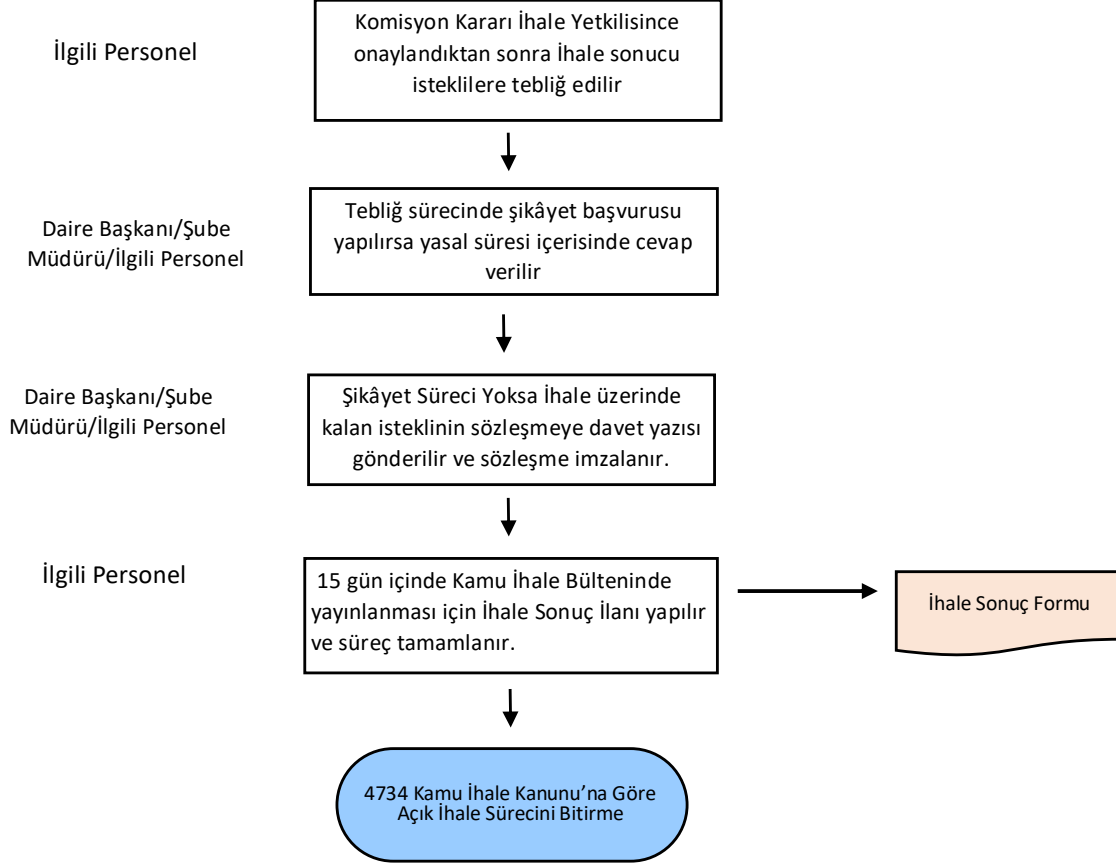 İlgili Personel
Komisyon Kararı İhale Yetkilisince
onaylandıktan sonra İhale sonucu
isteklilere tebliğ edilir
Daire Başkanı/Şube
Müdürü/İlgili Personel
Tebliğ sürecinde şikâyet başvurusu
yapılırsa yasal süresi içerisinde cevap
verilir
Daire Başkanı/Şube
Müdürü/İlgili Personel
Şikâyet Süreci Yoksa İhale üzerinde
kalan isteklinin sözleşmeye davet yazısı
gönderilir ve sözleşme imzalanır.
İlgili Personel
15 gün içinde Kamu İhale Bülteninde
yayınlanması için İhale Sonuç İlanı yapılır
ve süreç tamamlanır.
İhale Sonuç Formu
4734 Kamu İhale Kanunu’na Göre
Açık İhale Sürecini Bitirme